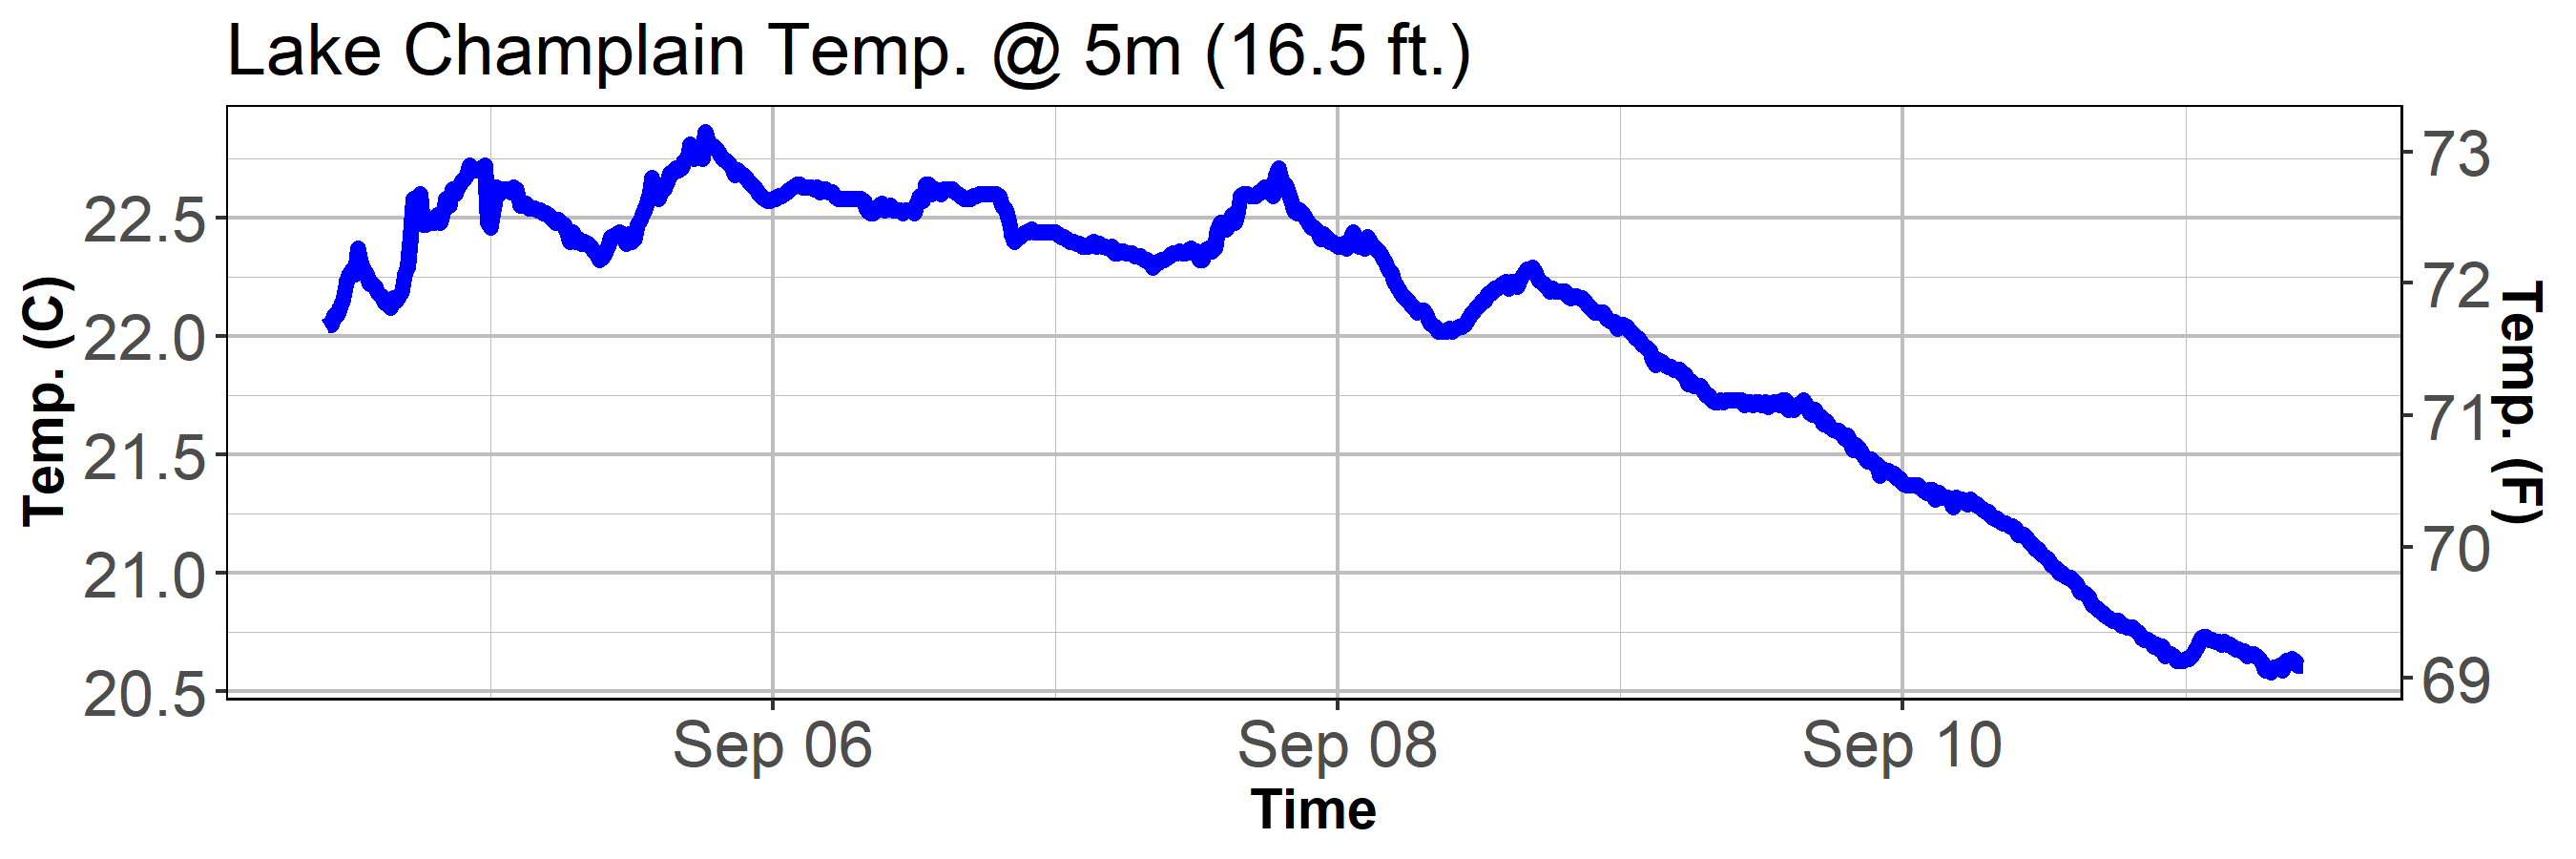 Lake Champlain Temp. @ 5m (16.5 ft.)
Temp. (C)
22.5
22.0
21.5
21.0
20.5
73
72
71
70
69
Temp. (F)
Sep 06
Sep 08
Sep 10
Time